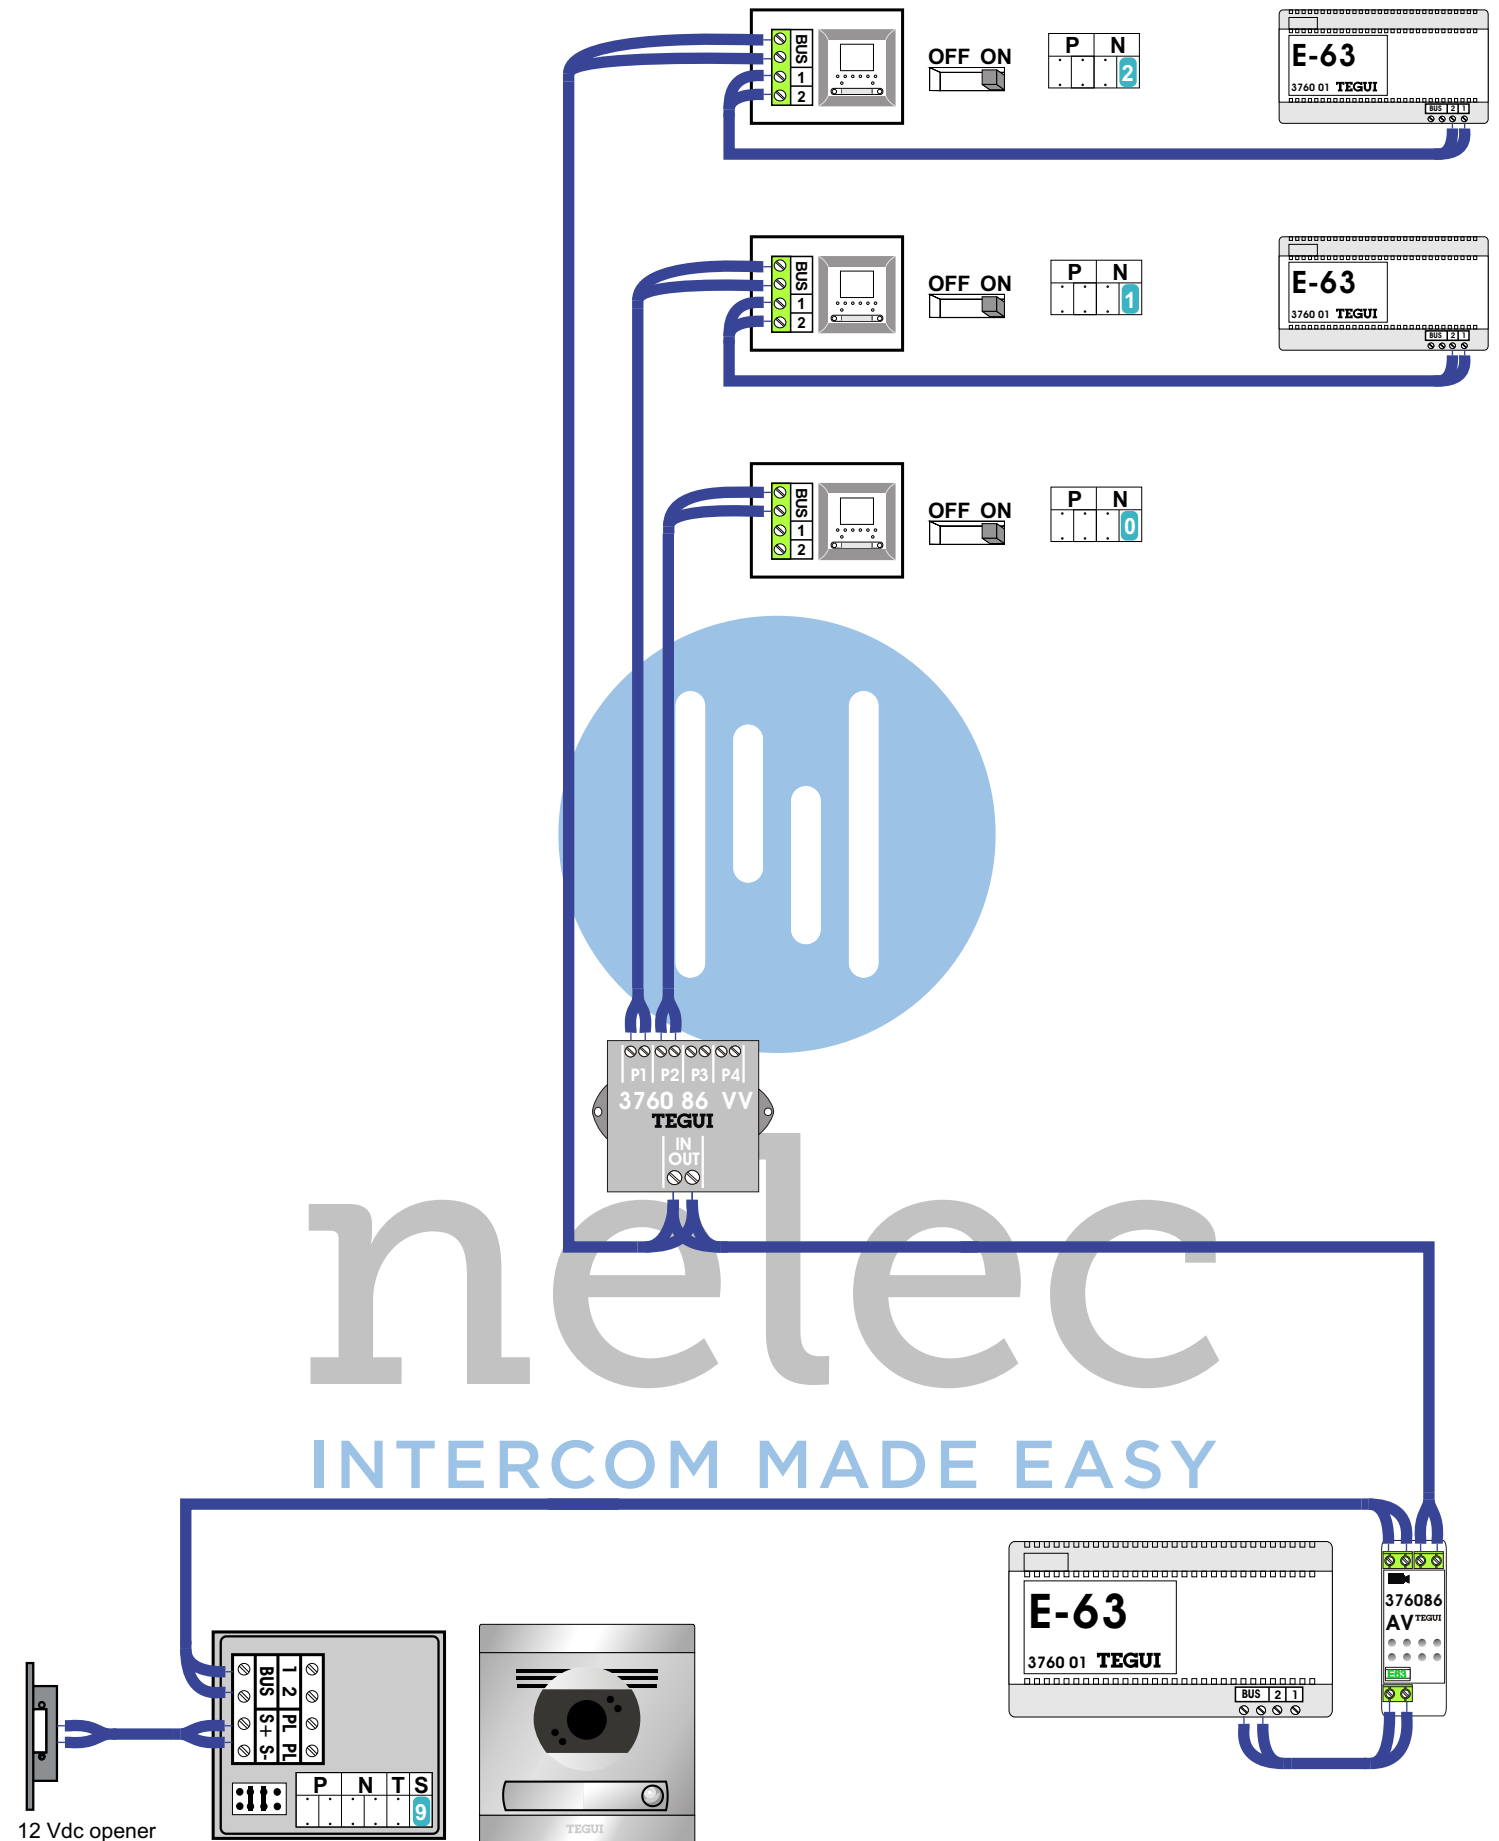 BUS
1
2
OFF ON
P N
2
E-63
3760 01 TEGUI
BUS 2 1
BUS
1
2
OFF ON
P N
1
E-63
3760 01 TEGUI
BUS 2 1
BUS
1
2
OFF ON
P N
0
P1 P2 P3 P4
3760 86 VV
TEGUI
IN
OUT
nelec
INTERCOM MADE EASY
E-63
3760 01 TEGUI
BUS 2 1
376086
AV TEGUI
E63
BUS 1 2
S+ S- PL PL
P N T S
9
TEGUI
12 Vdc opener